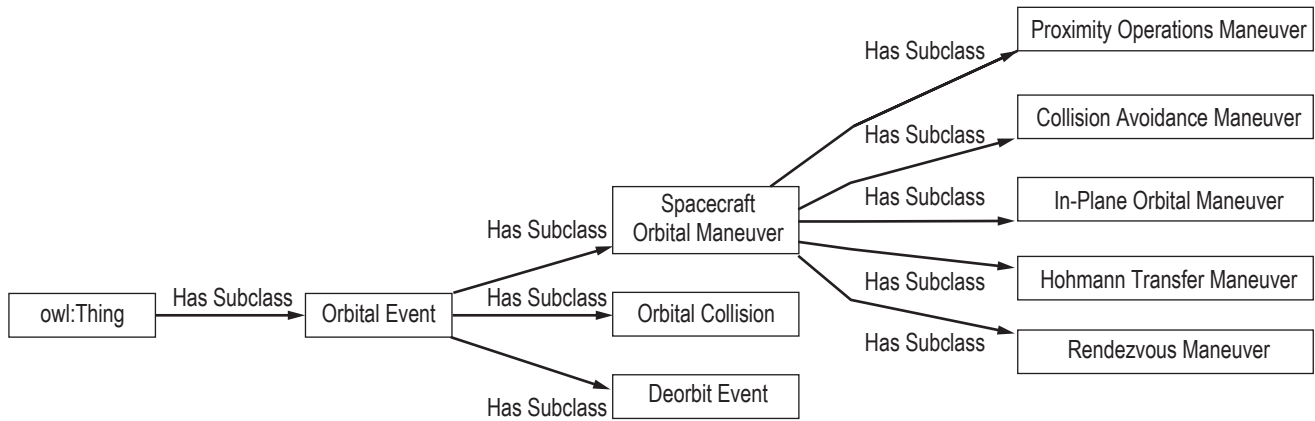 owl:Thing
Has Subclass
Orbital Event
Has Subclass
Has Subclass
Has Subclass
Spacecraft
Orbital Maneuver
Orbital Collision
Deorbit Event
Has Subclass
Has Subclass
Has Subclass
Has Subclass
Has Subclass
Proximity Operations Maneuver
Collision Avoidance Maneuver
In-Plane Orbital Maneuver
Hohmann Transfer Maneuver
Rendezvous Maneuver